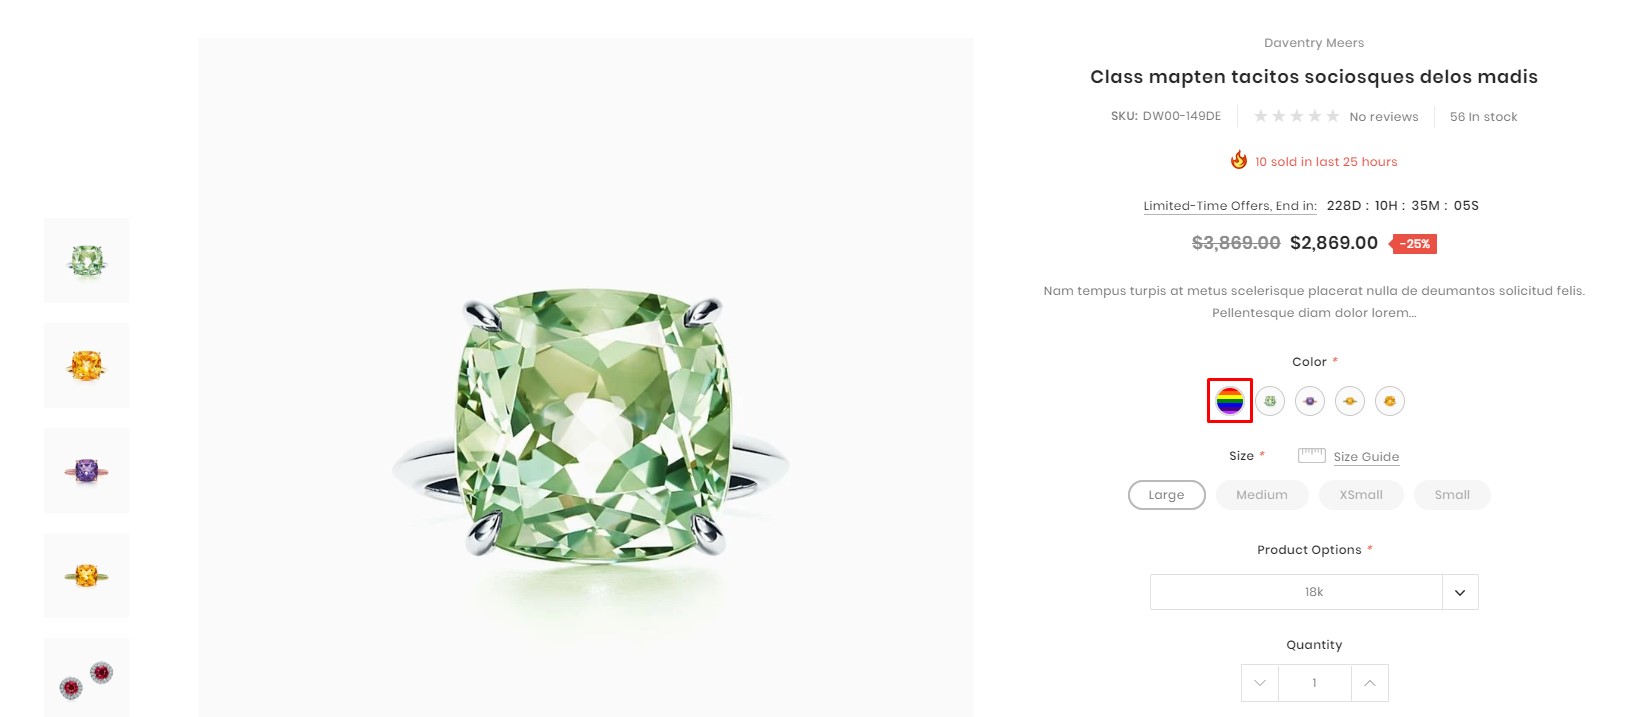 Daventry Meers
Class mapten tacitos sociosques delos madis
SKU: DW00-149DE No reviews 56 In stock
10 sold in last 25 hours
Limited-Time Offers, End in: 228D : 10H : 35M : 05S
$3,869.00 $2,869.00 -25%
Nam tempus turpis at metus scelerisque placerat nulla de deumantos solicitud felis.
Pellentesque diam dolor lorem...
Color *
Size * Size Guide
Large Medium XSmall Small
Product Options *
18k
Quantity
1